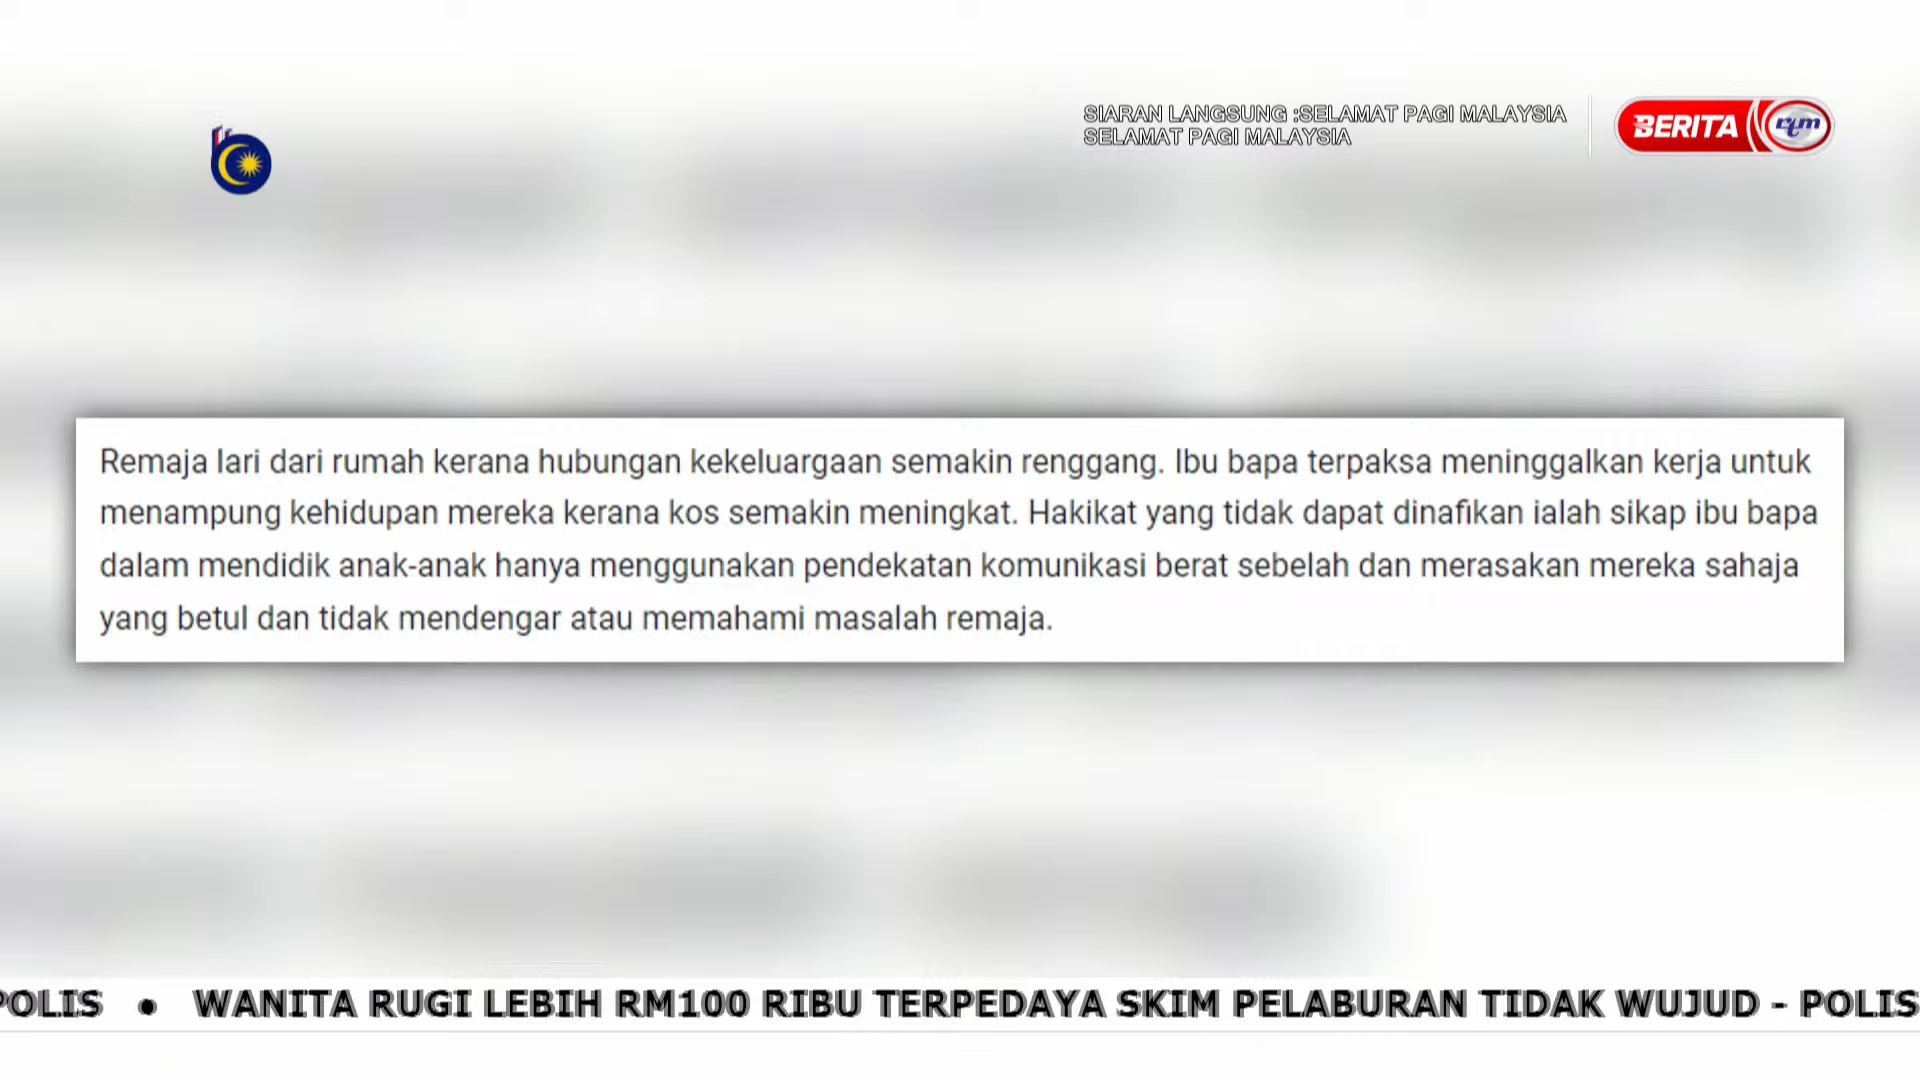 SIARAN LANGSUNG :SELAMAT PAGI MALAYSIA
SELAMAT PAGI MALAYSIA
BERITA rtm
Remaja lari dari rumah kerana hubungan kekeluargaan semakin renggang. Ibu bapa terpaksa meninggalkan kerja untuk
menampung kehidupan mereka kerana kos semakin meningkat. Hakikat yang tidak dapat dinafikan ialah sikap ibu bapa
dalam mendidik anak-anak hanya menggunakan pendekatan komunikasi berat sebelah dan merasakan mereka sahaja
yang betul dan tidak mendengar atau memahami masalah remaja.
POLIS • WANITA RUGI LEBIH RM100 RIBU TERPEDAYA SKIM PELABURAN TIDAK WUJUD - POLIS